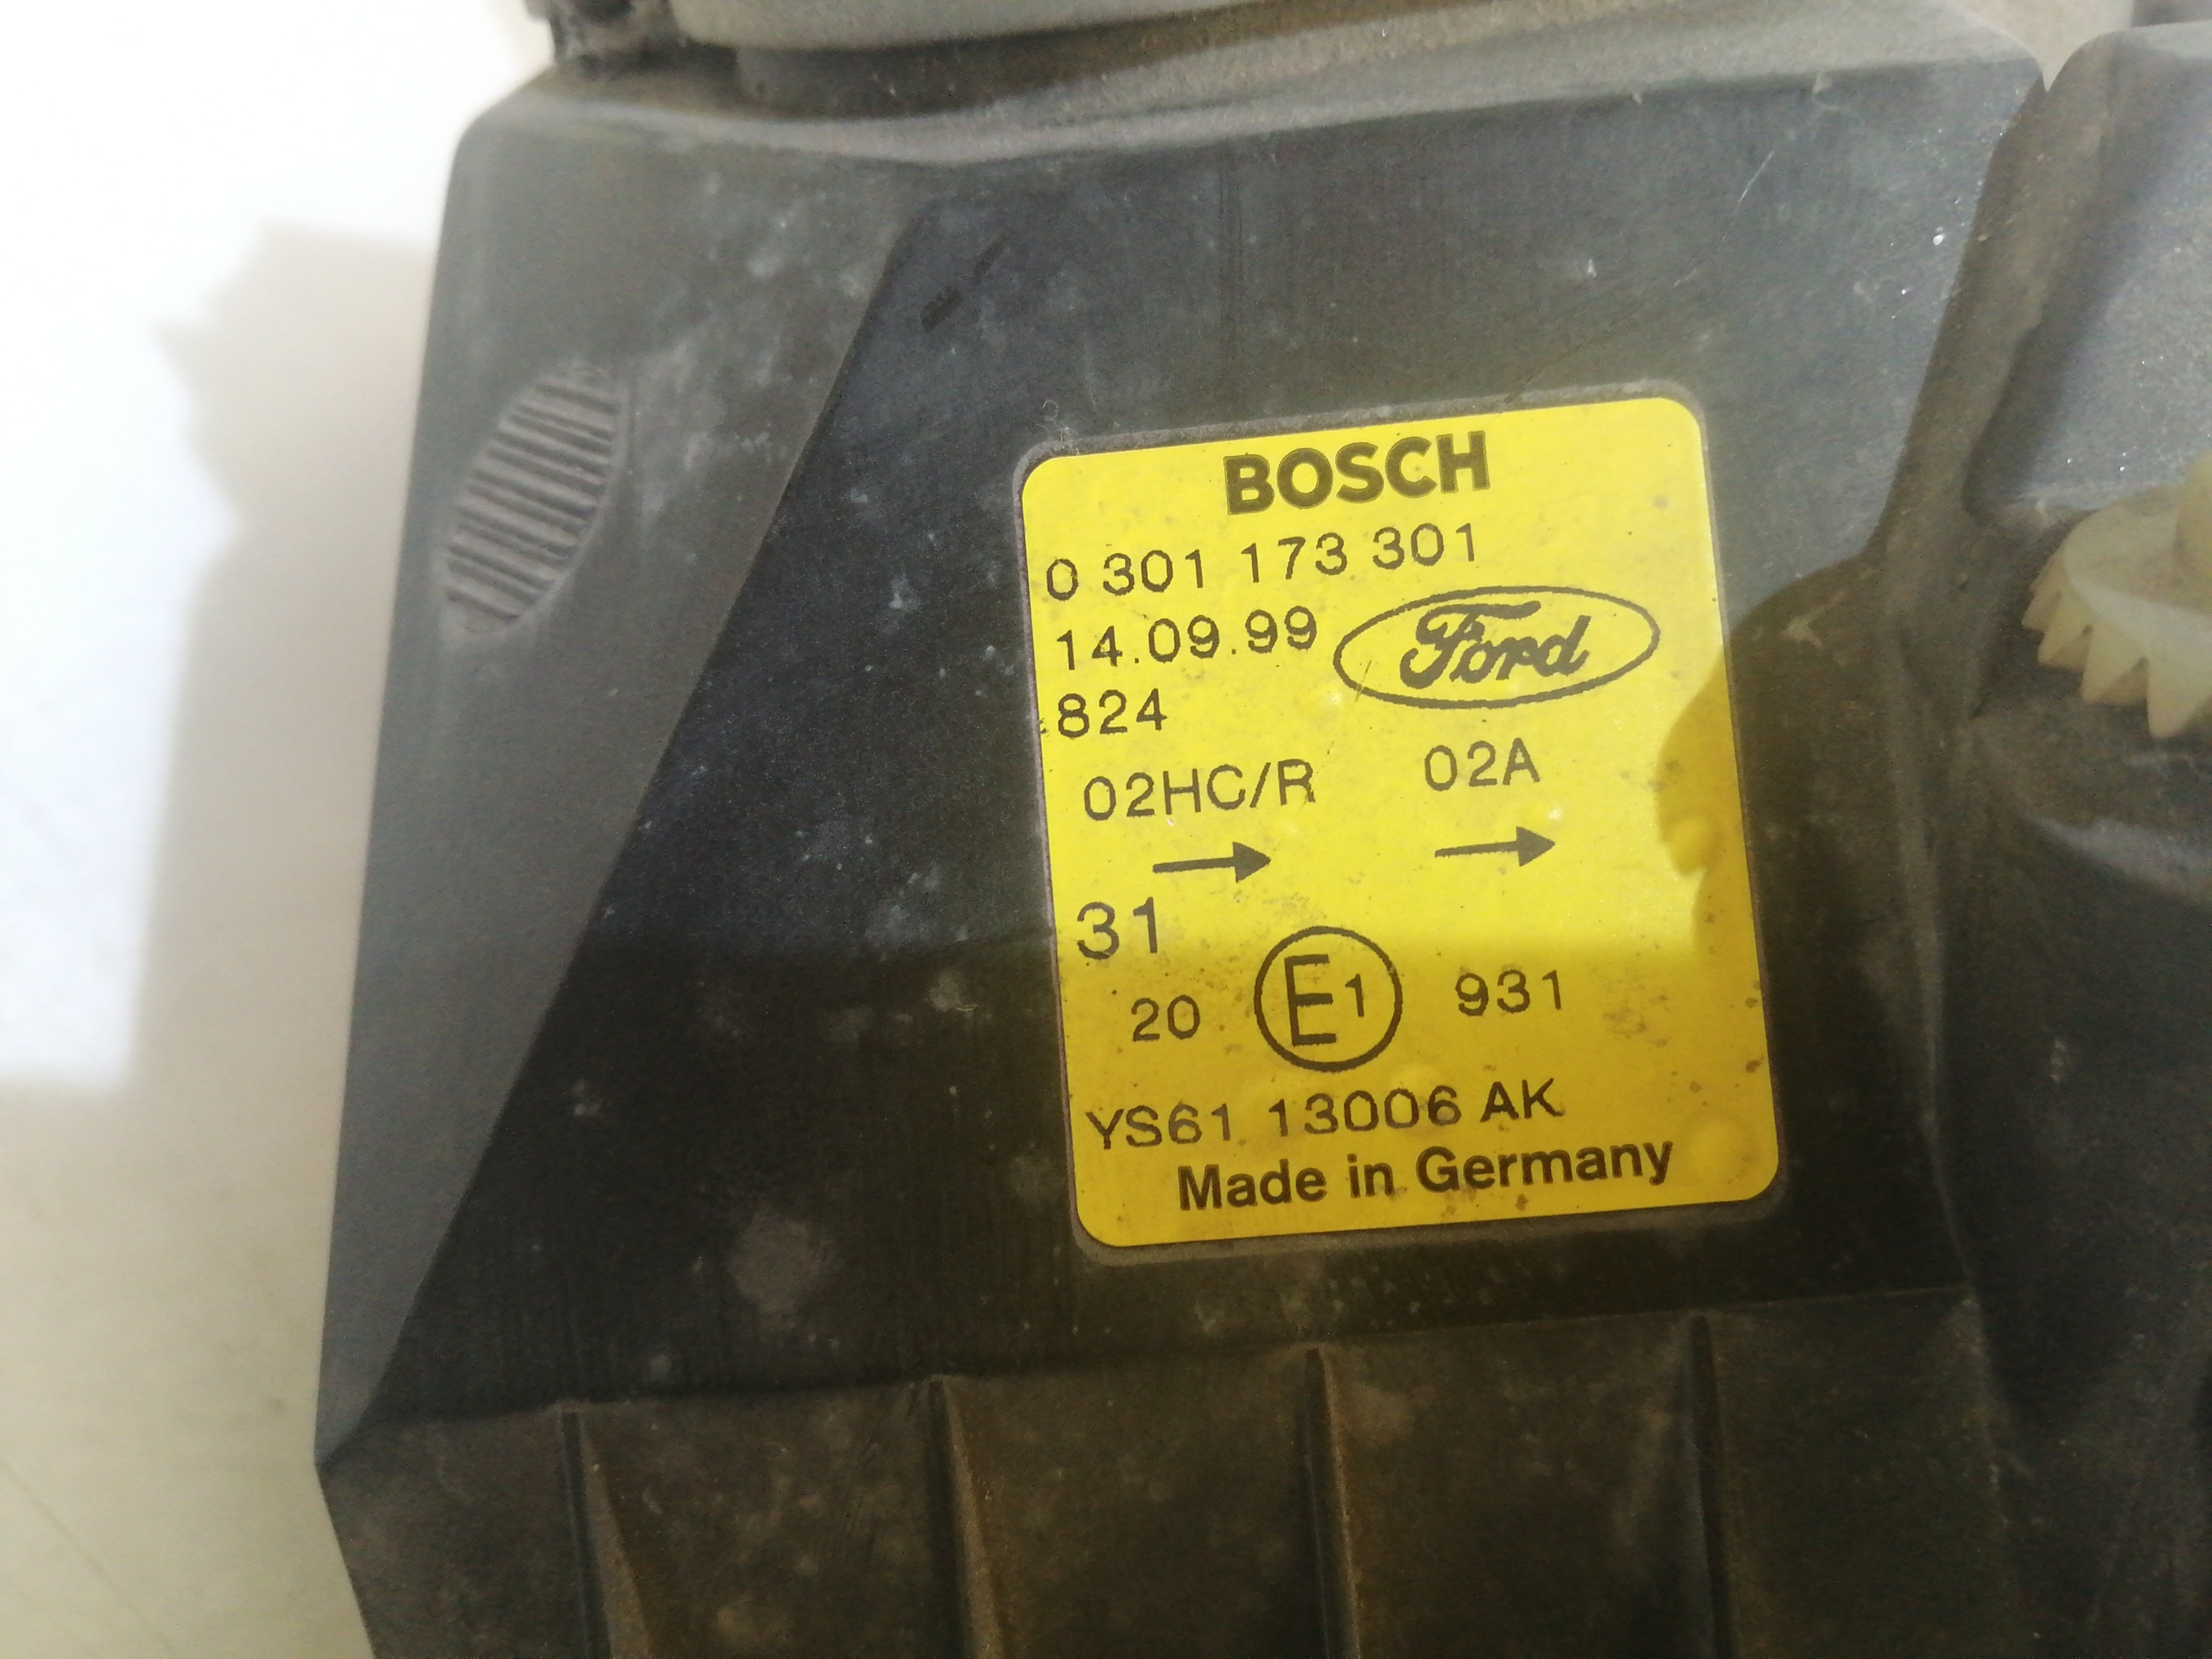 BOSCH
0 301 173 301
14.09.99 Ford
824
02HC/R 02A
→ →
31
20 E1 931
YS61 13006 AK
Made in Germany